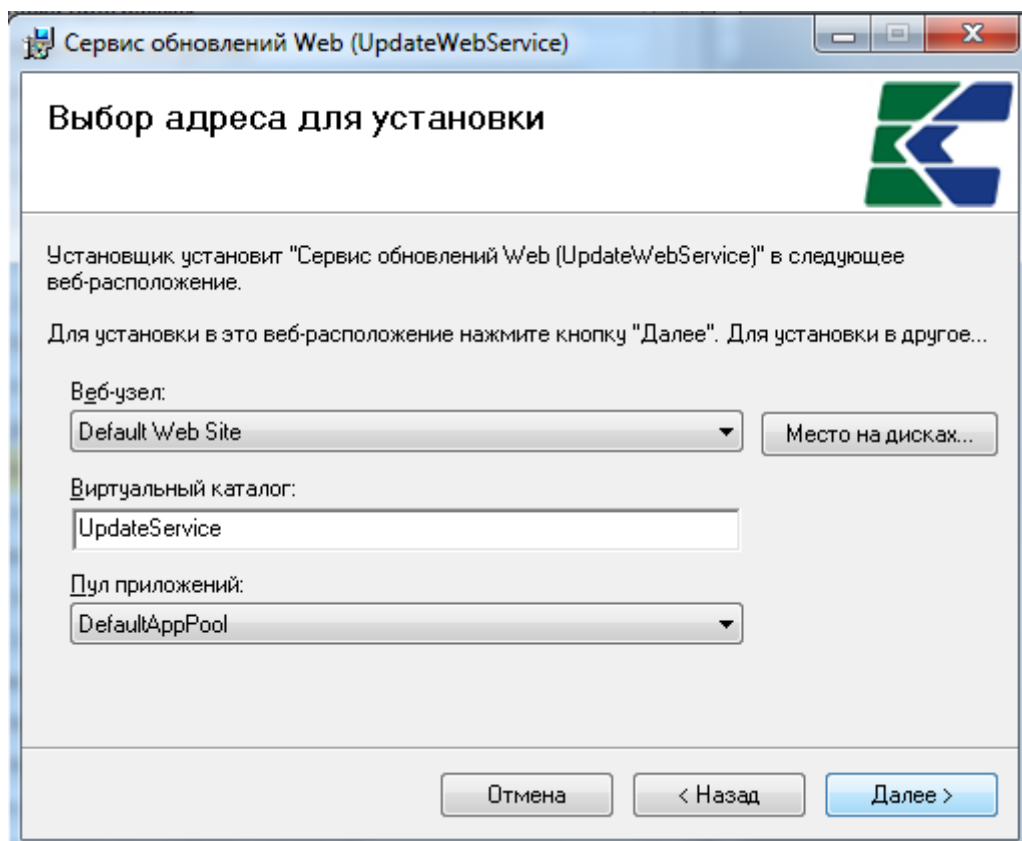 Сервис обновлений Web (UpdateWebService)
Выбор адреса для установки
Установщик установит "Сервис обновлений Web (UpdateWebService)" в следующее
веб-расположение.
Для установки в это веб-расположение нажмите кнопку "Далее". Для установки в другое...
Веб-узел:
Default Web Site
Место на дисках...
Виртуальный каталог:
UpdateService
Пул приложений:
DefaultAppPool
Отмена
< Назад
Далее >